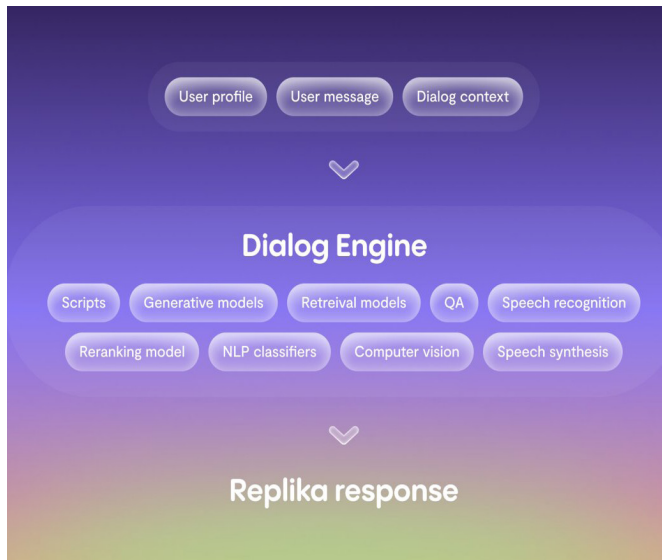 User profile User message Dialog context
Dialog Engine
Scripts Generative models Retreival models QA Speech recognition
Reranking model NLP classifiers Computer vision Speech synthesis
Replika response